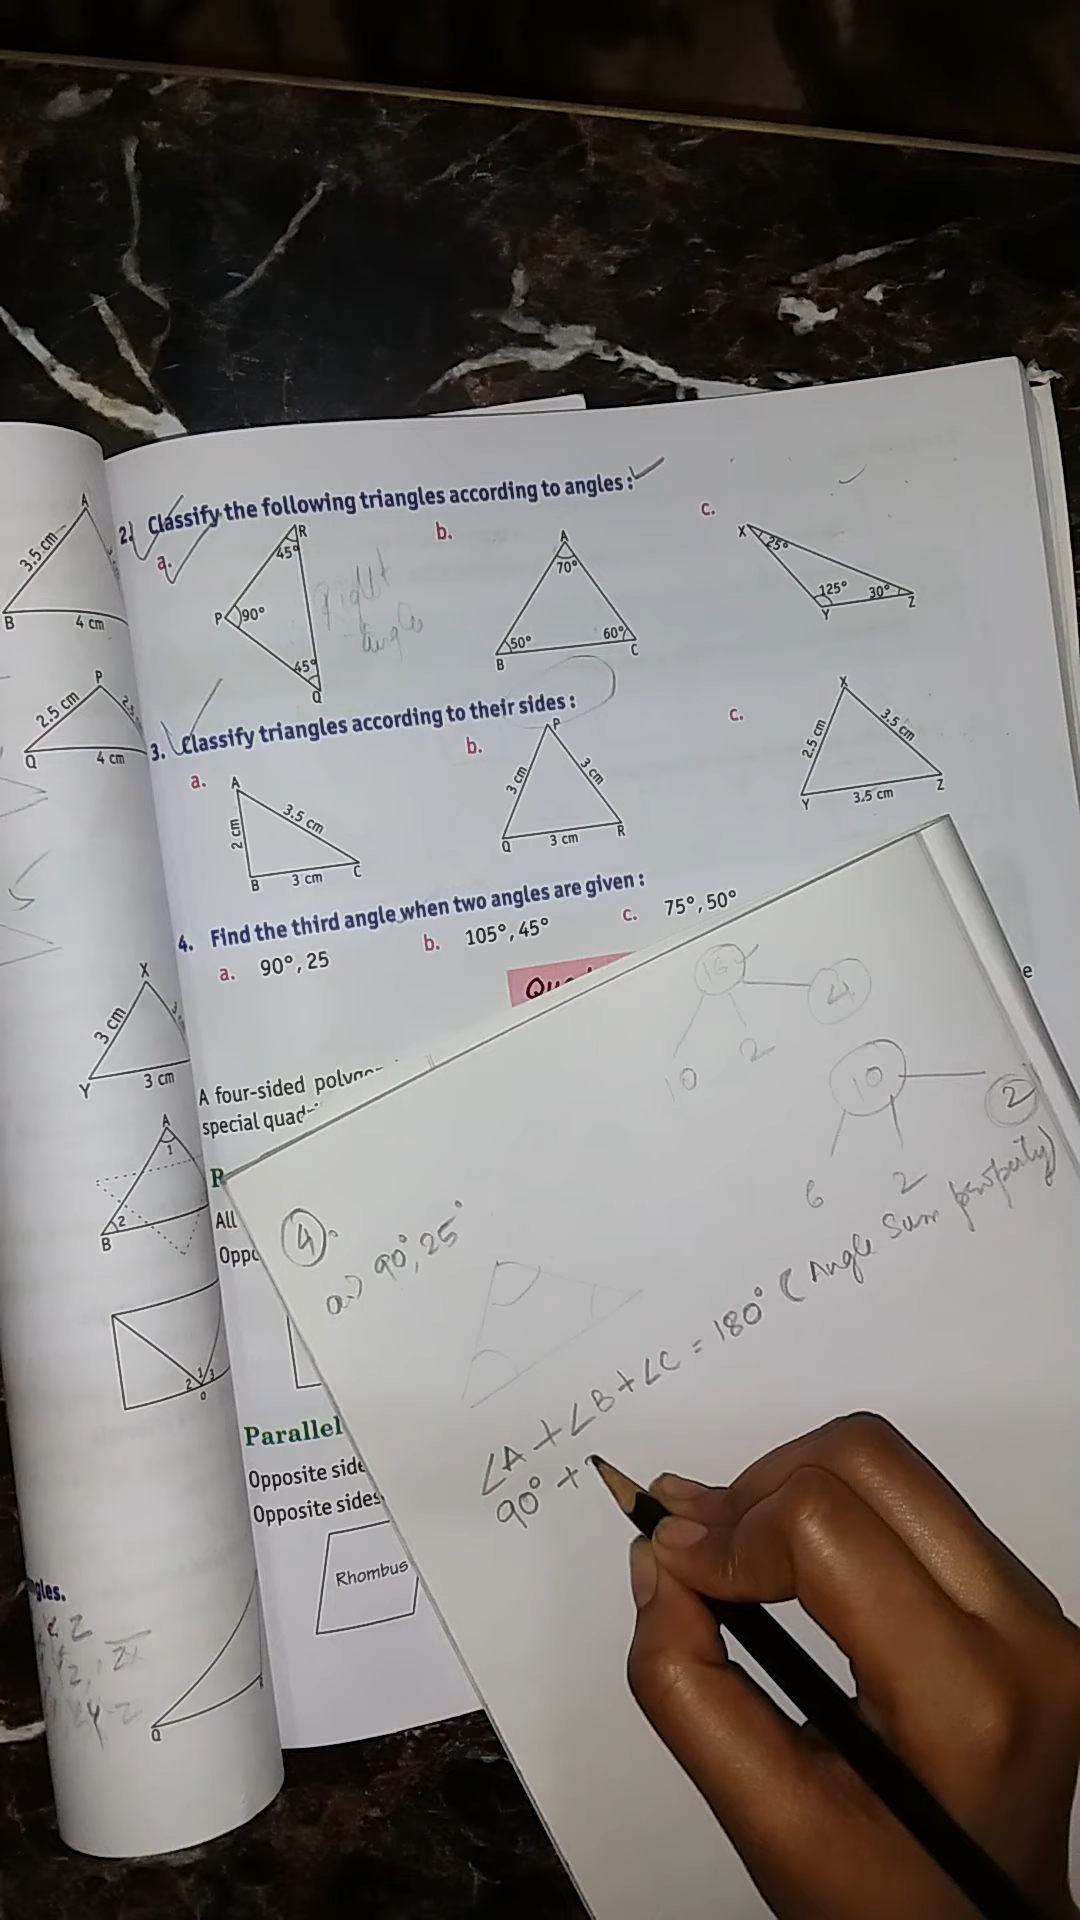 2. Classify the following triangles according to angles :
a.
R
45°
P
90°
45°
Q
Right
angle
b.
A
70°
50°
60°
B
C
c.
X
25°
125°
30°
Y
Z
3. Classify triangles according to their sides :
a.
A
2 cm
3.5 cm
B
3 cm
C
b.
P
3 cm
3 cm
Q
3 cm
R
c.
X
2.5 cm
3.5 cm
Y
3.5 cm
Z
4. Find the third angle when two angles are given :
a. 90°, 25
b. 105°, 45°
c. 75°, 50°
A four-sided
special
All
Parallel
Opposite
Opposite sides
Rhombus
A
3.5 cm
B
4 cm
P
2.5 cm
Q
4 cm
X
3 cm
Y
3 cm
A
1
B
2
1
2
3
O
Q
e
16
4
10
2
10
2
6
2
4.
a.) 90°, 25°
∠A + ∠B + ∠C = 180° (Angle Sum property)
90° +